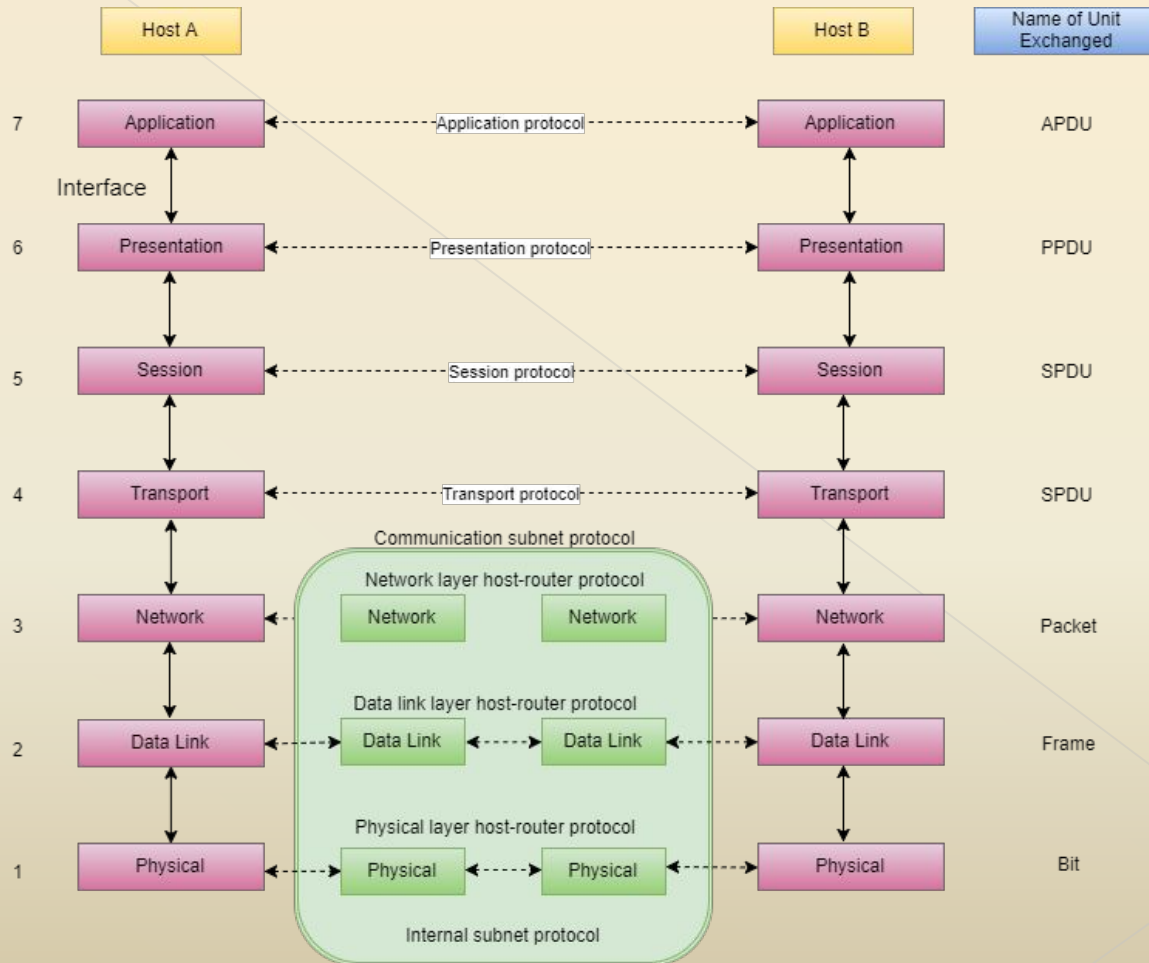 Host A
Host B
Name of Unit
Exchanged
7
Application
Application protocol
Application
APDU
Interface
6
Presentation
Presentation protocol
Presentation
PPDU
5
Session
Session protocol
Session
SPDU
4
Transport
Transport protocol
Transport
SPDU
Communication subnet protocol
Network layer host-router protocol
3
Network
Network
Network
Network
Packet
Data link layer host-router protocol
2
Data Link
Data Link
Data Link
Data Link
Frame
Physical layer host-router protocol
1
Physical
Physical
Physical
Physical
Bit
Internal subnet protocol